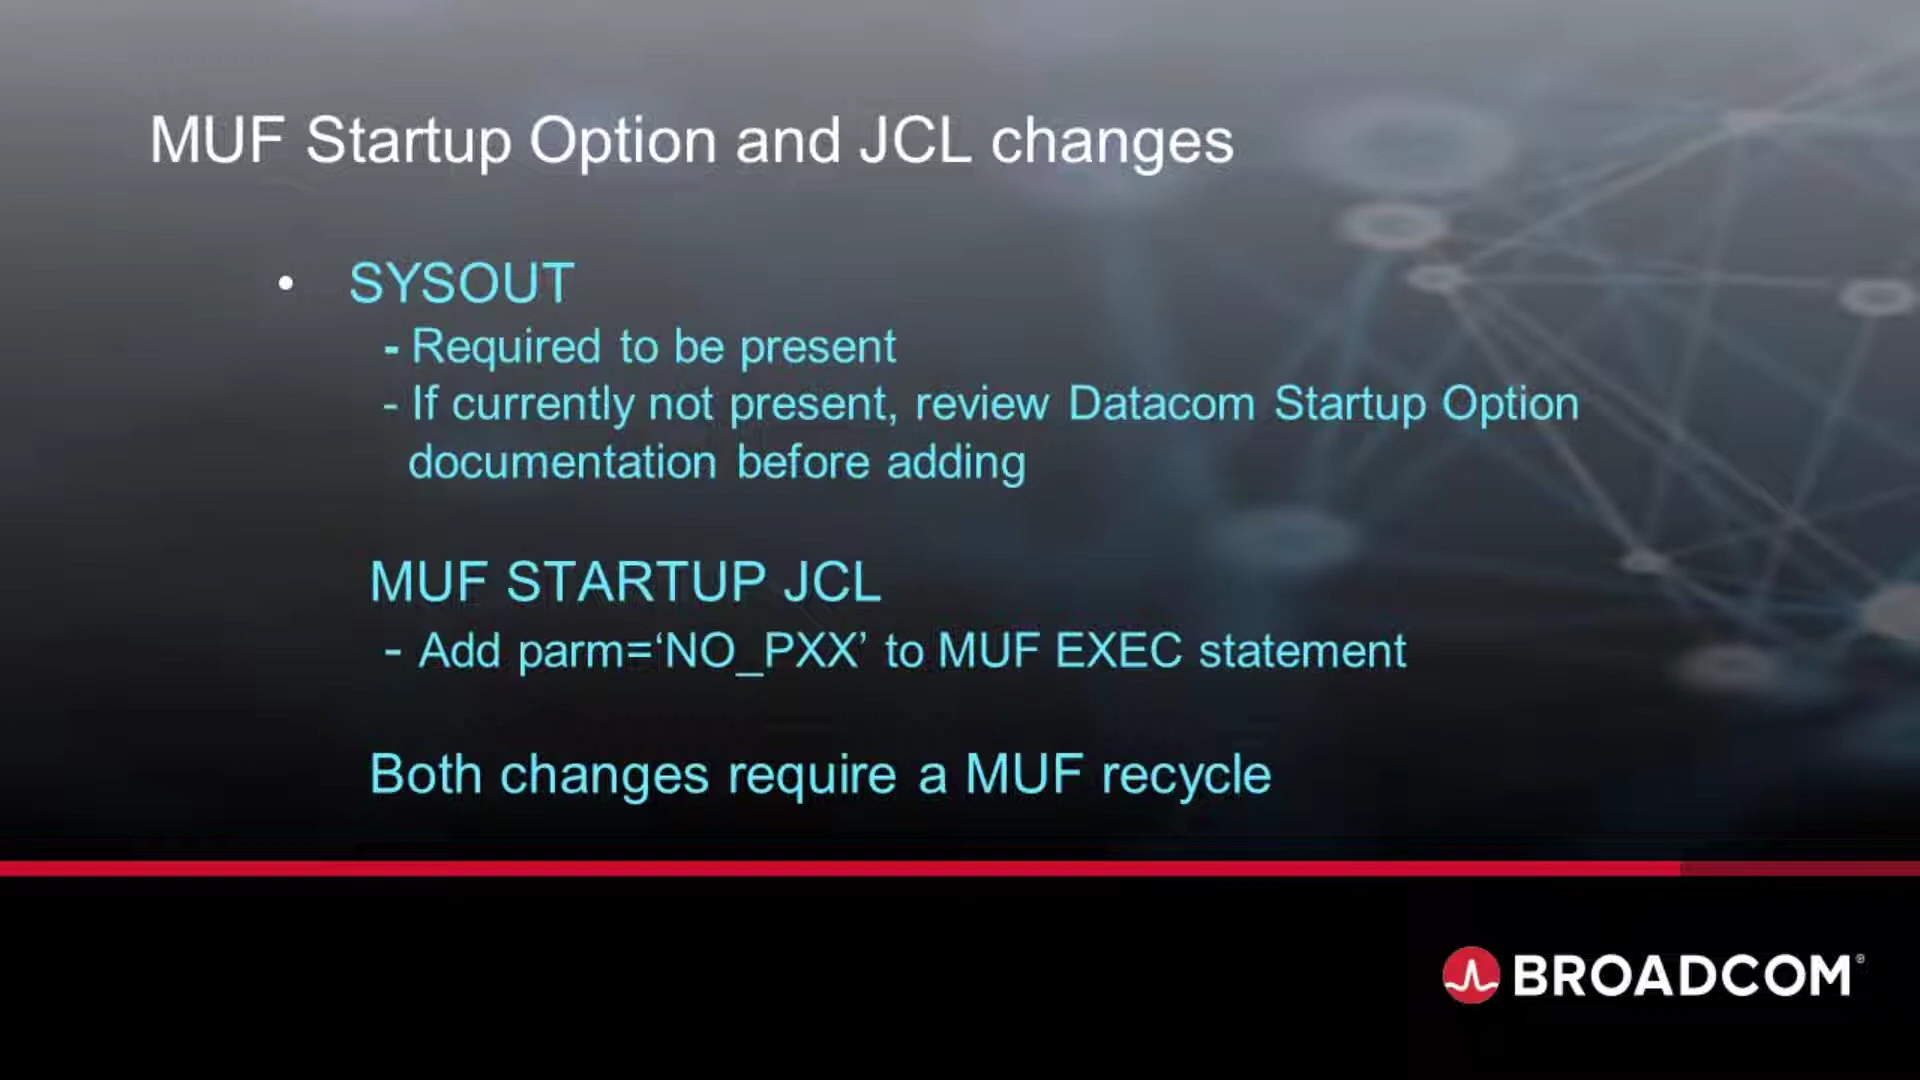 MUF Startup Option and JCL changes
• SYSOUT
- Required to be present
- If currently not present, review Datacom Startup Option
documentation before adding
MUF STARTUP JCL
- Add parm=‘NO_PXX’ to MUF EXEC statement
Both changes require a MUF recycle
BROADCOM®